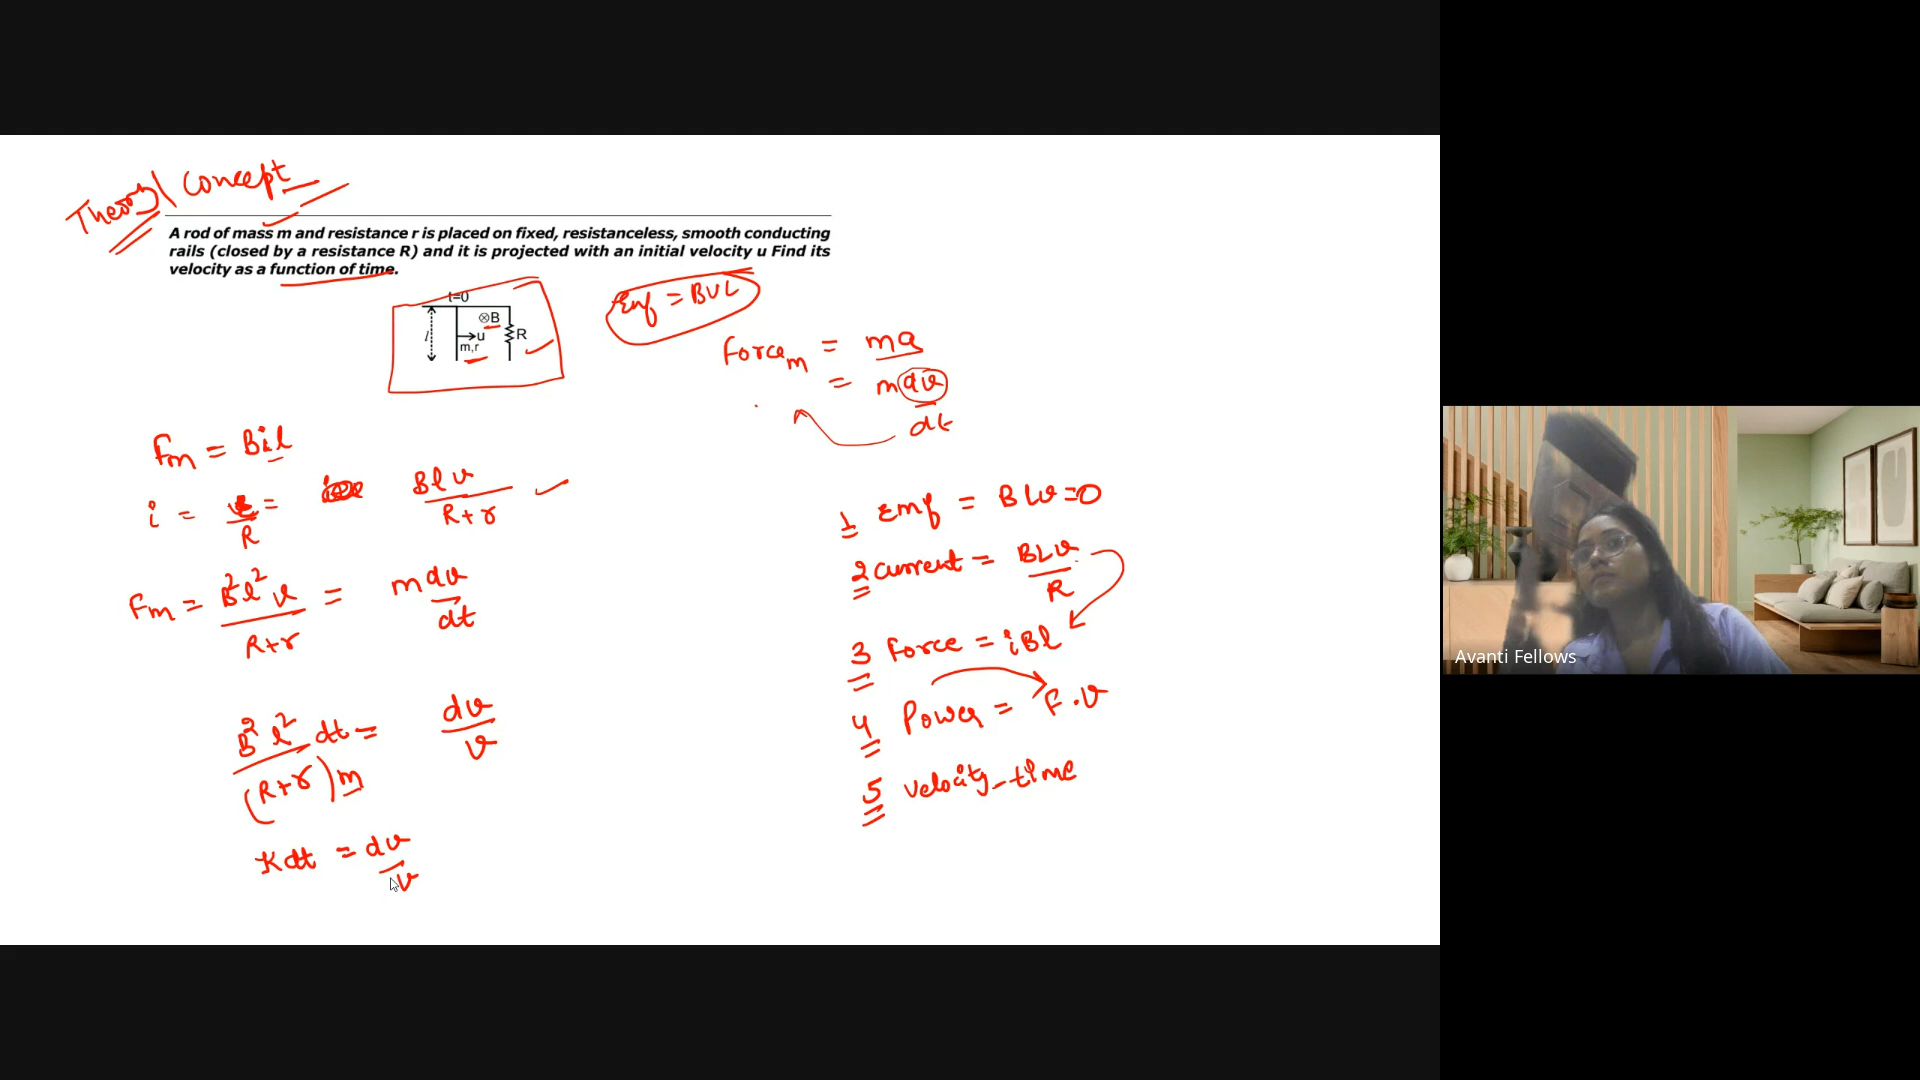 Theory | Concept
A rod of mass m and resistance r is placed on fixed, resistanceless, smooth conducting
rails (closed by a resistance R) and it is projected with an initial velocity u Find its
velocity as a function of time.
t=0
⊗B
l
u
R
m,r
Emf = BVL
Force_m = ma
= m dv/dt
F_m = Bil
i = /R = Blv/(R+r)
F_m = B²l²v/(R+r) = m dv/dt
B²l²/((R+r)m) dt = dv/v
K dt = dv/v
1 Emf = BLv=0
2 Current = BLv/R
3 Force = iBl
4 Power = F.v
5 velocity-time
Avanti Fellows